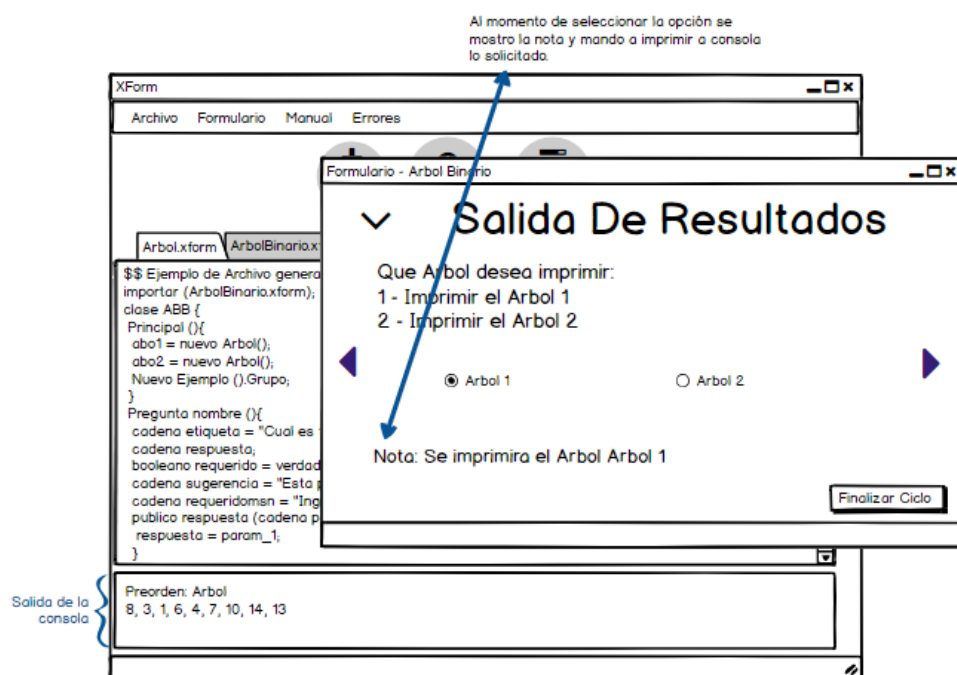 Al momento de seleccionar la opción se
mostro la nota y mando a imprimir a consola
lo solicitado.
XForm
Archivo Formulario Manual Errores
Formulario - Arbol Binario
Salida De Resultados
Que Arbol desea imprimir:
1 - Imprimir el Arbol 1
2 - Imprimir el Arbol 2
Arbol 1 Arbol 2
Nota: Se imprimira el Arbol Arbol 1
Finalizar Ciclo
Arbol.xform ArbolBinario.x
$$ Ejemplo de Archivo genera
importar (ArbolBinario.xform);
clase ABB {
Principal (){
abo1 = nuevo Arbol();
abo2 = nuevo Arbol();
Nuevo Ejemplo ().Grupo;
}
Pregunta nombre (){
cadena etiqueta = "Cual es
cadena respuesta;
booleano requerido = verdad
cadena sugerencia = "Esta
cadena requeridomsn = "Ing
publico respuesta (cadena p
respuesta = param_1;
}
Salida de la
consola
Preorden: Arbol
8, 3, 1, 6, 4, 7, 10, 14, 13